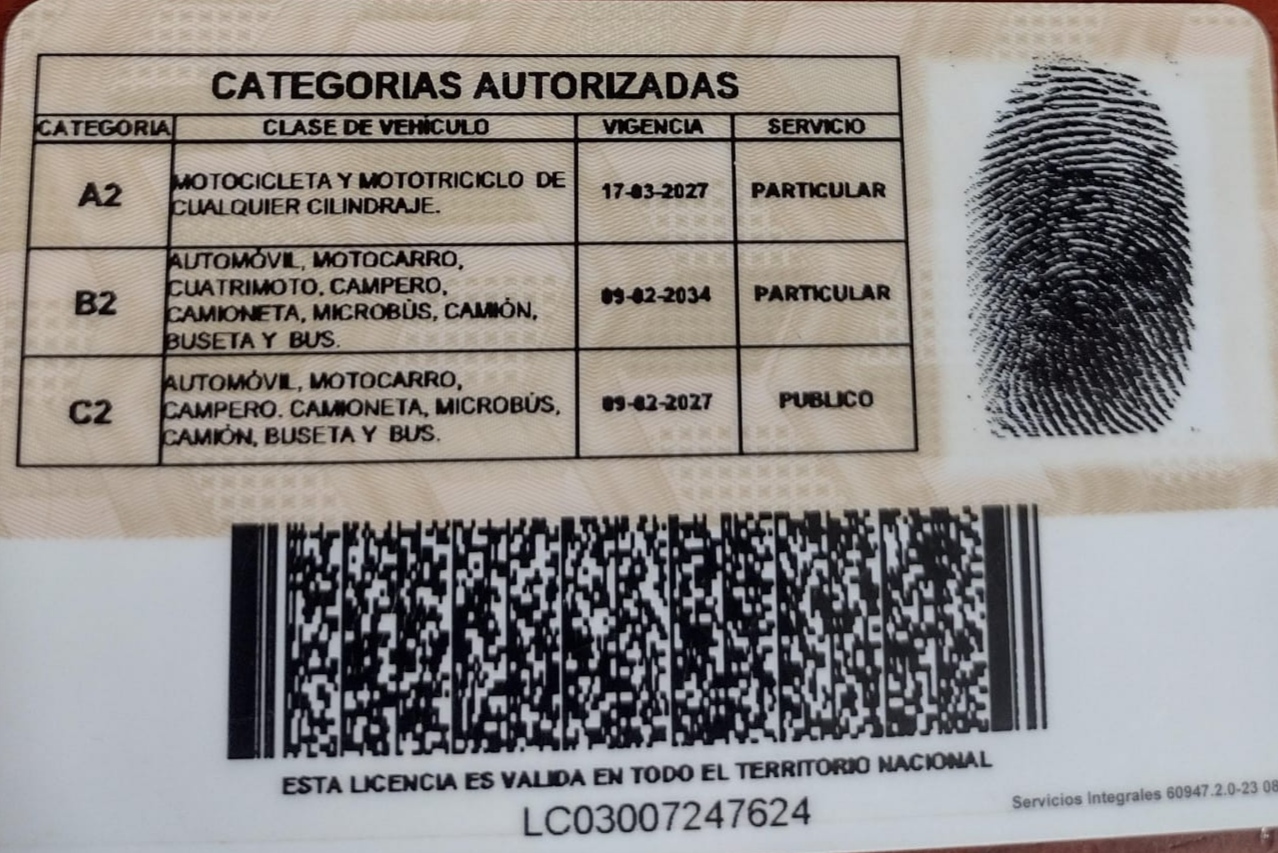 CATEGORIAS AUTORIZADAS
CATEGORIA CLASE DE VEHÍCULO VIGENCIA SERVICIO
A2 MOTOCICLETA Y MOTOTRICICLO DE CUALQUIER CILINDRAJE. 17-03-2027 PARTICULAR
B2 AUTOMÓVIL, MOTOCARRO, CUATRIMOTO, CAMPERO, CAMIONETA, MICROBÚS, CAMIÓN, BUSETA Y BUS. 09-02-2034 PARTICULAR
C2 AUTOMÓVIL, MOTOCARRO, CAMPERO. CAMIONETA, MICROBÚS, CAMIÓN, BUSETA Y BUS. 09-02-2027 PUBLICO
ESTA LICENCIA ES VALIDA EN TODO EL TERRITORIO NACIONAL
LC03007247624
Servicios Integrales 60947.2.0-23 08